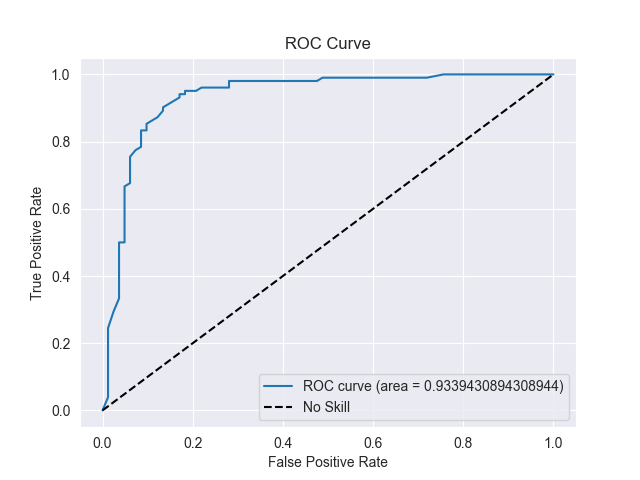 ROC Curve
1.0
0.8
0.6
0.4
0.2
0.0
True Positive Rate
ROC curve (area = 0.9339430894308944)
No Skill
0.0 0.2 0.4 0.6 0.8 1.0
False Positive Rate